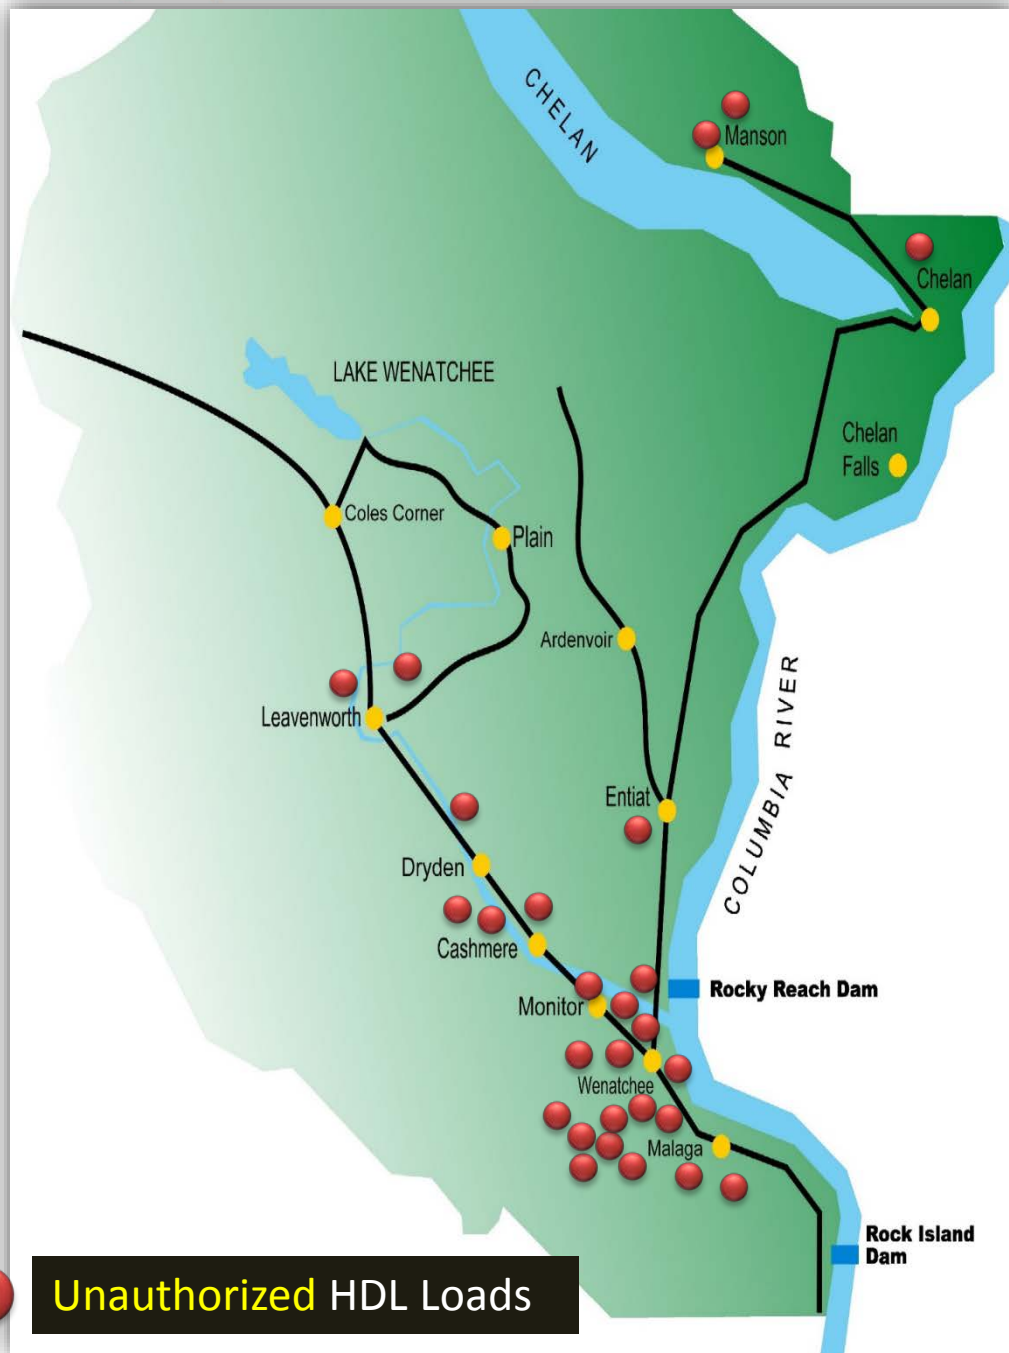 CHELAN
Manson
Chelan
LAKE WENATCHEE
Chelan
Falls
Coles Corner
Plain
Ardenvoir
COLUMBIA RIVER
Leavenworth
Entiat
Dryden
Cashmere
Rocky Reach Dam
Monitor
Wenatchee
Malaga
Rock Island
Dam
Unauthorized HDL Loads